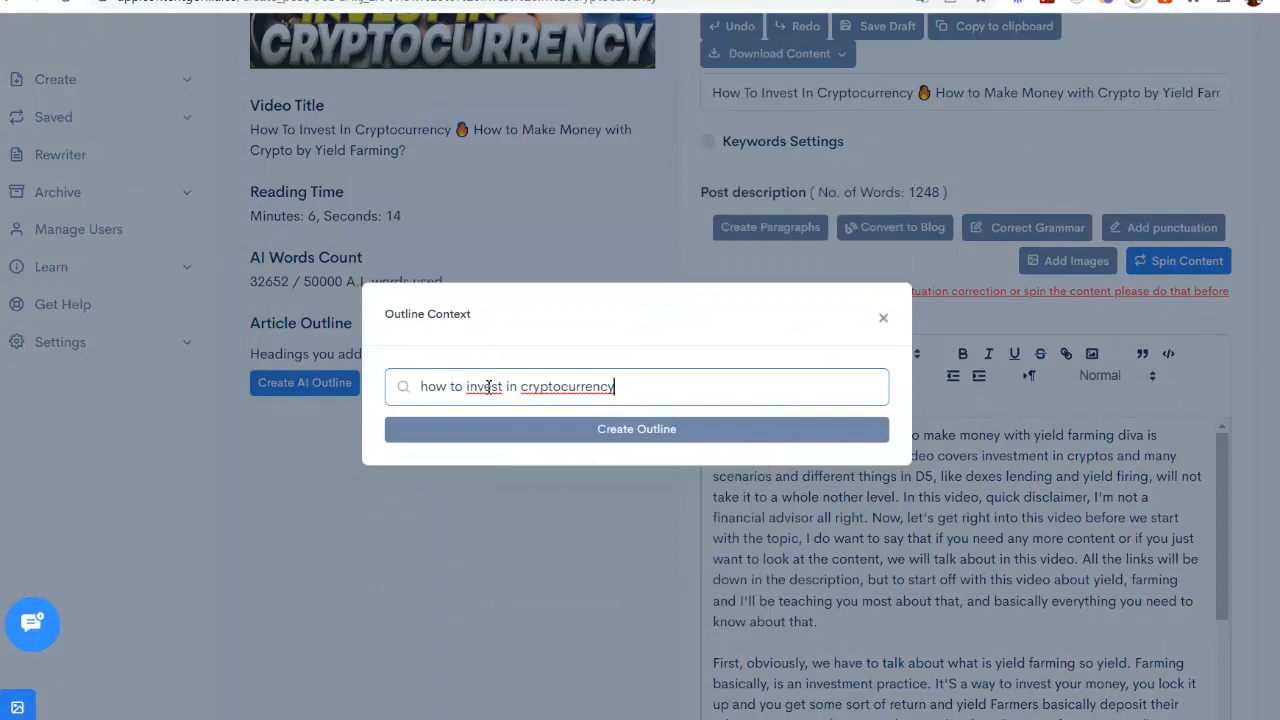 INVEST IN
CRYPTOCURRENCY
Create
Saved
Rewriter
Archive
Manage Users
Learn
Get Help
Settings
Video Title
How To Invest In Cryptocurrency 🔥 How to Make Money with
Crypto by Yield Farming?
Reading Time
Minutes: 6, Seconds: 14
AI Words Count
32652 / 50000 A.I. words used
Article Outline
Headings you add
Create AI Outline
Undo
Redo
Save Draft
Copy to clipboard
Download Content
How To Invest In Cryptocurrency 🔥 How to Make Money with Crypto by Yield Farr
Keywords Settings
Post description ( No. of Words: 1248 )
Create Paragraphs
Convert to Blog
Correct Grammar
Add punctuation
Add Images
Spin Content
tuation correction or spin the content please do that before
Outline Context
how to invest in cryptocurrency
Create Outline
B I U S
Normal
o make money with yield farming diva is
deo covers investment in cryptos and many
scenarios and different things in D5, like dexes lending and yield firing, will not
take it to a whole nother level. In this video, quick disclaimer, I'm not a
financial advisor all right. Now, let's get right into this video before we start
with the topic, I do want to say that if you need any more content or if you just
want to look at the content, we will talk about in this video. All the links will be
down in the description, but to start off with this video about yield, farming
and I'll be teaching you most about that, and basically everything you need to
know about that.
First, obviously, we have to talk about what is yield farming so yield. Farming
basically, is an investment practice. It'S a way to invest your money, you lock it
up and you get some sort of return and yield Farmers basically deposit their